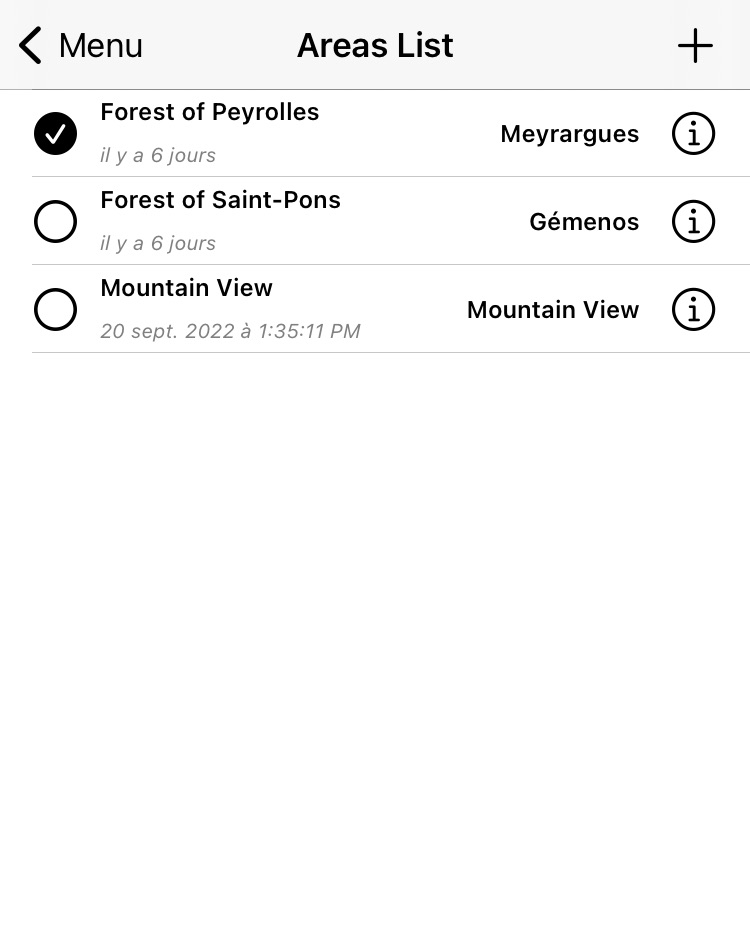 Menu
Areas List
Forest of Peyrolles
il y a 6 jours
Meyrargues
Forest of Saint-Pons
il y a 6 jours
Gémenos
Mountain View
20 sept. 2022 à 1:35:11 PM
Mountain View